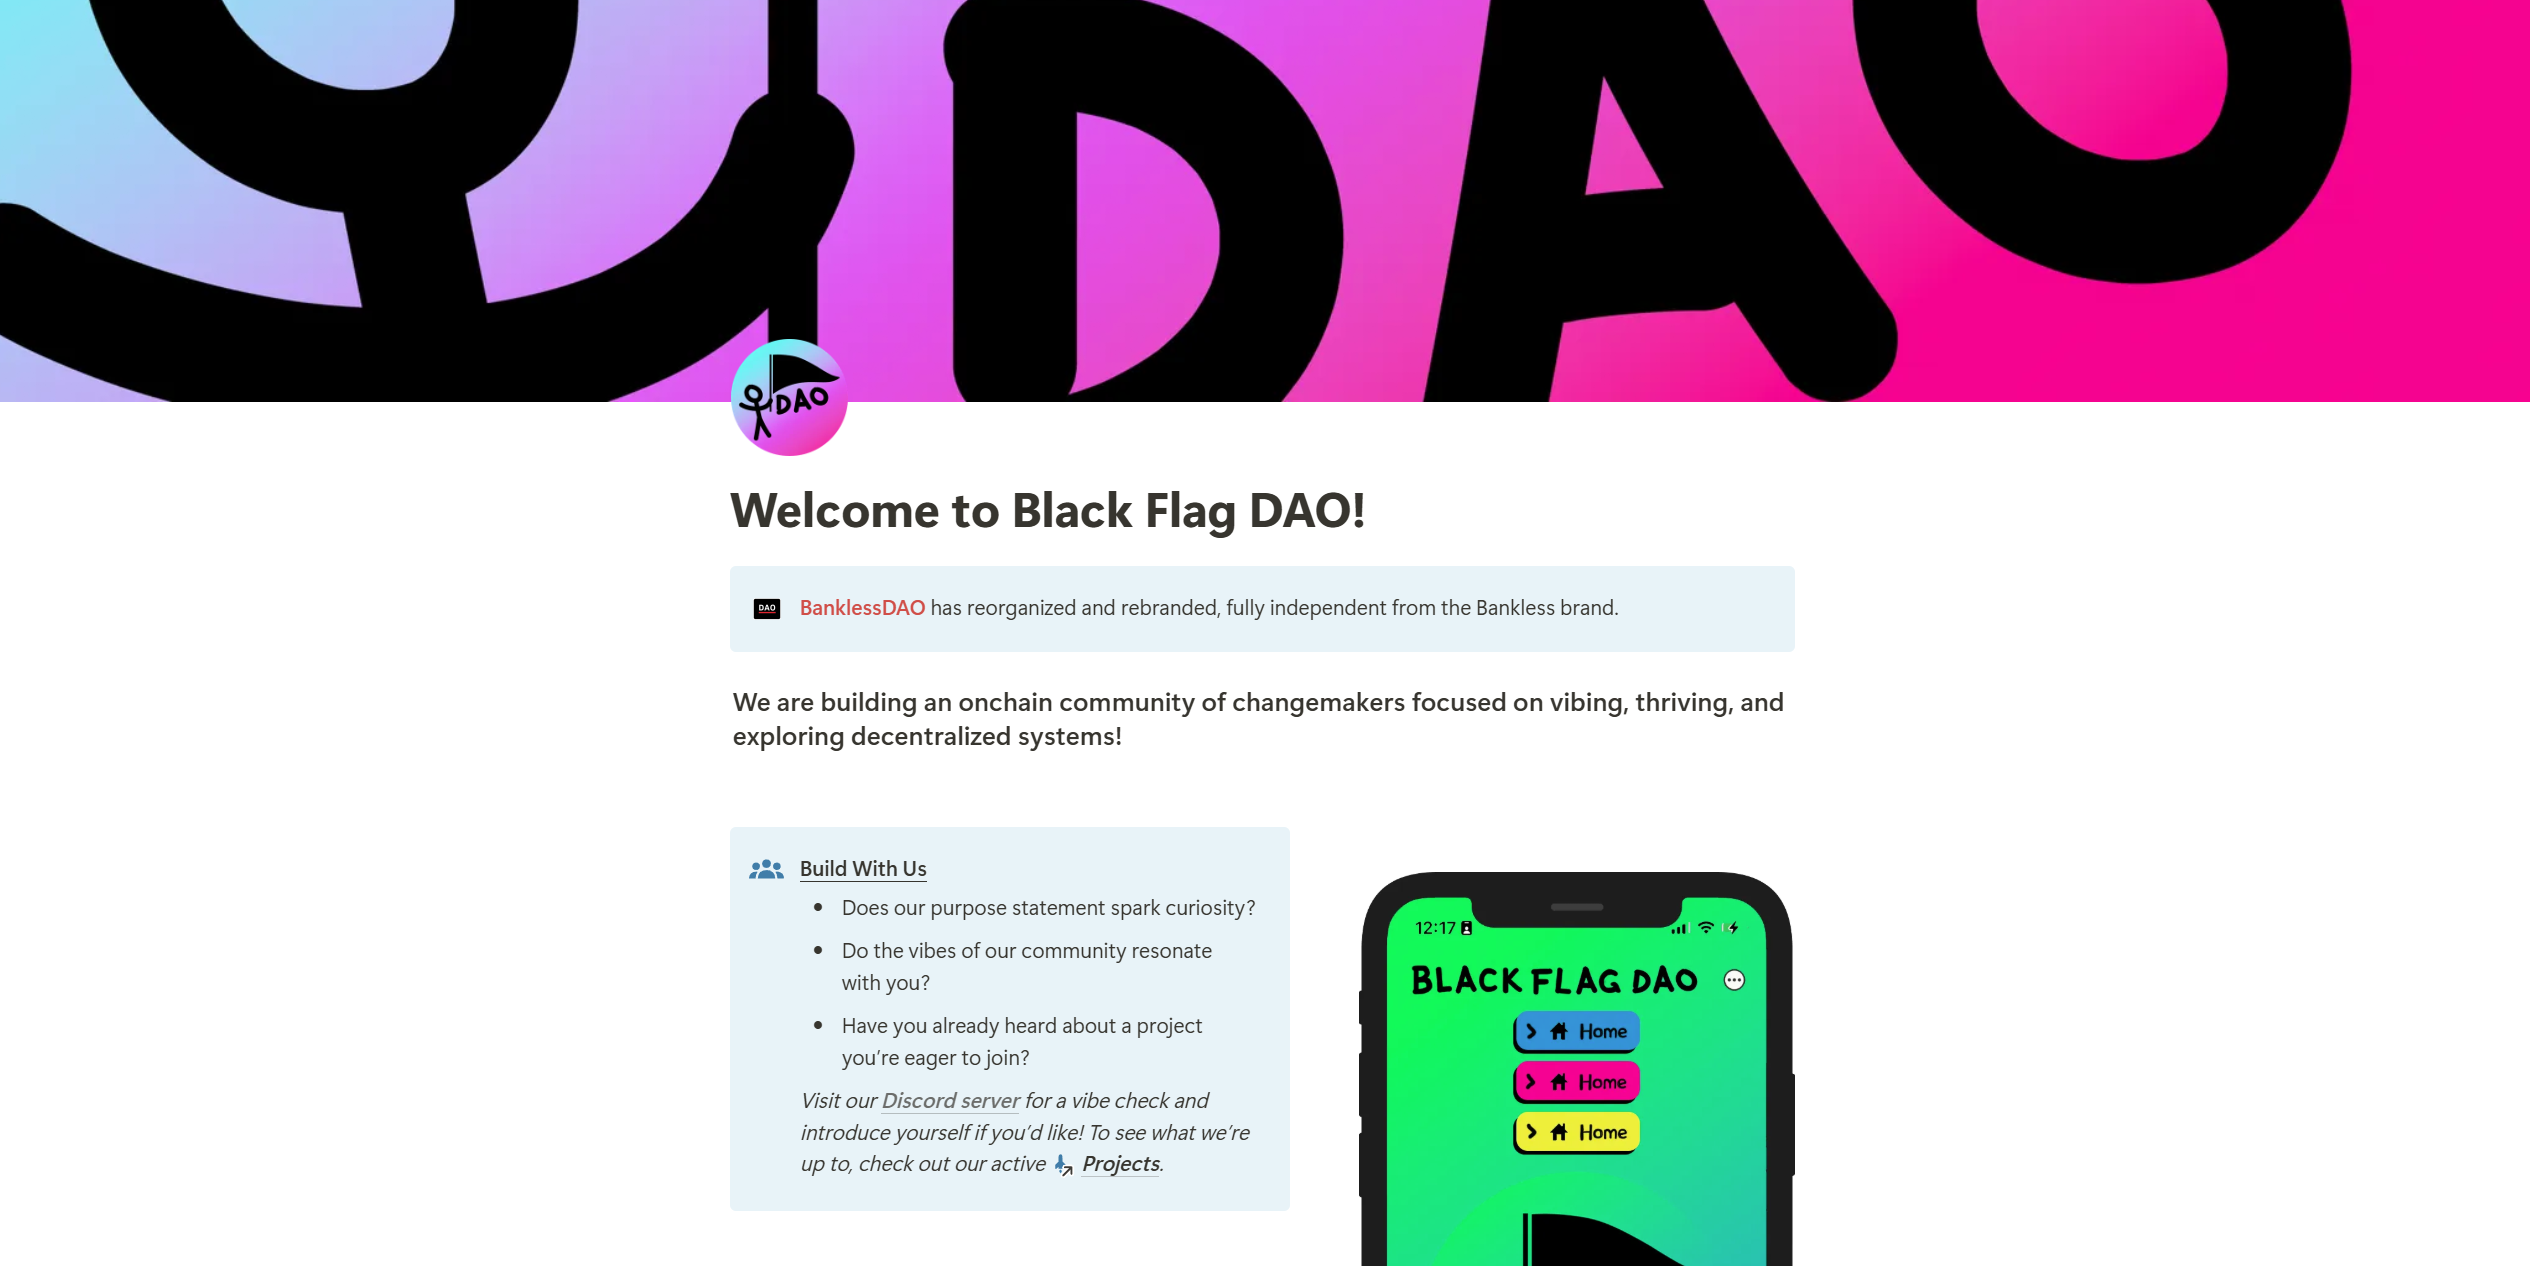 DAO
DAO
Welcome to Black Flag DAO!
DAO
BanklessDAO has reorganized and rebranded, fully independent from the Bankless brand.
We are building an onchain community of changemakers focused on vibing, thriving, and
exploring decentralized systems!
Build With Us
Does our purpose statement spark curiosity?
Do the vibes of our community resonate
with you?
Have you already heard about a project
you’re eager to join?
Visit our Discord server for a vibe check and
introduce yourself if you’d like! To see what we’re
up to, check out our active Projects.
12:17
BLACK FLAG DAO
Home
Home
Home